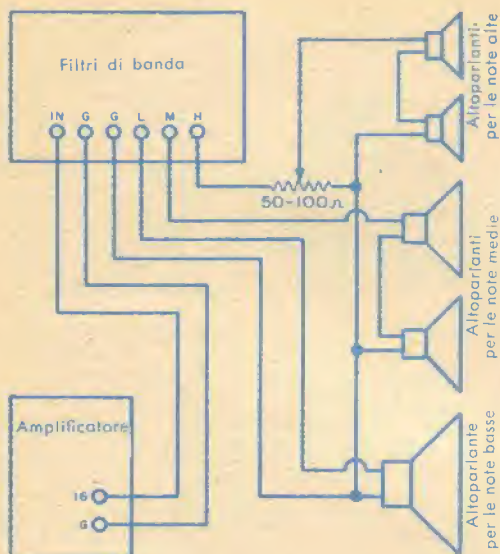 Filtri di banda
IN G G L M H
50-100Ω
Altoparlanti
per le note alte
Altoparlanti
per le note medie
Altoparlante
per le note basse
Amplificatore
16
G